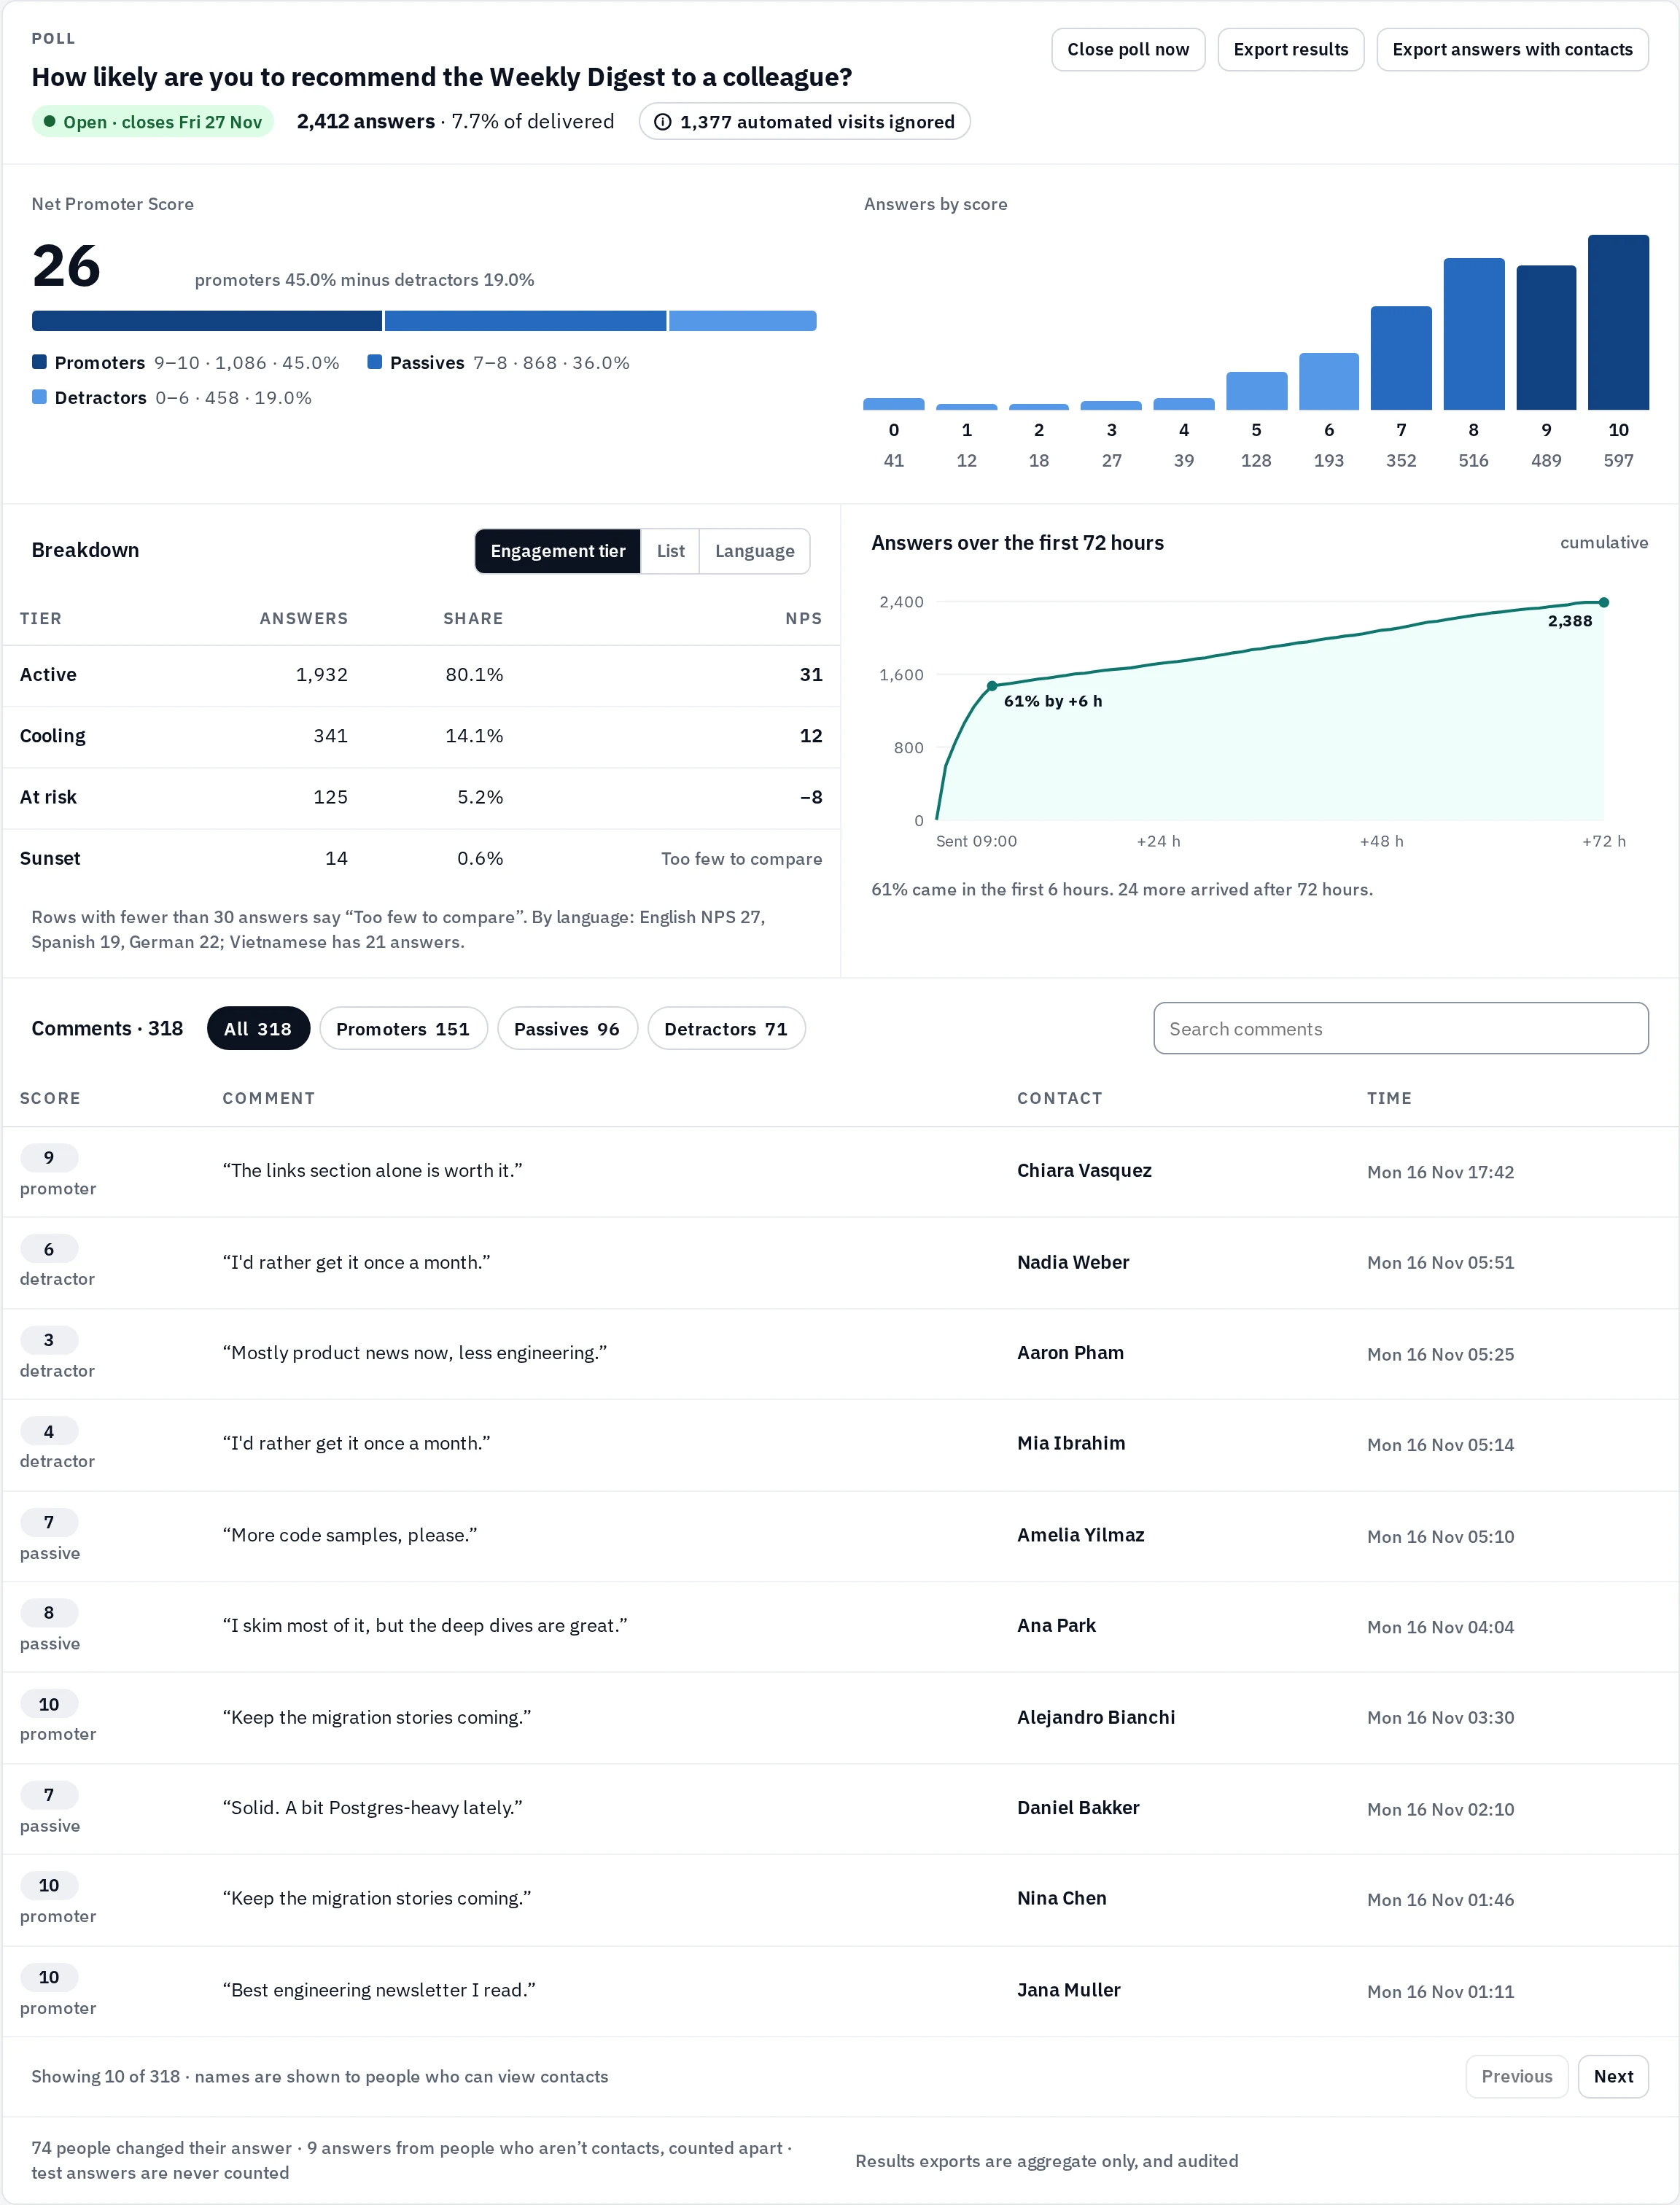 POLL
How likely are you to recommend the Weekly Digest to a colleague?
Close poll now
Export results
Export answers with contacts
Open · closes Fri 27 Nov
2,412 answers · 7.7% of delivered
1,377 automated visits ignored
Net Promoter Score
26
promoters 45.0% minus detractors 19.0%
Promoters 9–10 · 1,086 · 45.0%
Passives 7–8 · 868 · 36.0%
Detractors 0–6 · 458 · 19.0%
Answers by score
0 1 2 3 4 5 6 7 8 9 10
41 12 18 27 39 128 193 352 516 489 597
Breakdown
Engagement tier
List
Language
TIER ANSWERS SHARE NPS
Active 1,932 80.1% 31
Cooling 341 14.1% 12
At risk 125 5.2% −8
Sunset 14 0.6% Too few to compare
Rows with fewer than 30 answers say “Too few to compare”. By language: English NPS 27,
Spanish 19, German 22; Vietnamese has 21 answers.
Answers over the first 72 hours
cumulative
2,400
2,388
1,600
61% by +6 h
800
0
Sent 09:00 +24 h +48 h +72 h
61% came in the first 6 hours. 24 more arrived after 72 hours.
Comments · 318
All 318
Promoters 151
Passives 96
Detractors 71
Search comments
SCORE COMMENT CONTACT TIME
9
promoter
“The links section alone is worth it.”
Chiara Vasquez
Mon 16 Nov 17:42
6
detractor
“I'd rather get it once a month.”
Nadia Weber
Mon 16 Nov 05:51
3
detractor
“Mostly product news now, less engineering.”
Aaron Pham
Mon 16 Nov 05:25
4
detractor
“I'd rather get it once a month.”
Mia Ibrahim
Mon 16 Nov 05:14
7
passive
“More code samples, please.”
Amelia Yilmaz
Mon 16 Nov 05:10
8
passive
“I skim most of it, but the deep dives are great.”
Ana Park
Mon 16 Nov 04:04
10
promoter
“Keep the migration stories coming.”
Alejandro Bianchi
Mon 16 Nov 03:30
7
passive
“Solid. A bit Postgres-heavy lately.”
Daniel Bakker
Mon 16 Nov 02:10
10
promoter
“Keep the migration stories coming.”
Nina Chen
Mon 16 Nov 01:46
10
promoter
“Best engineering newsletter I read.”
Jana Muller
Mon 16 Nov 01:11
Showing 10 of 318 · names are shown to people who can view contacts
Previous
Next
74 people changed their answer · 9 answers from people who aren’t contacts, counted apart ·
test answers are never counted
Results exports are aggregate only, and audited